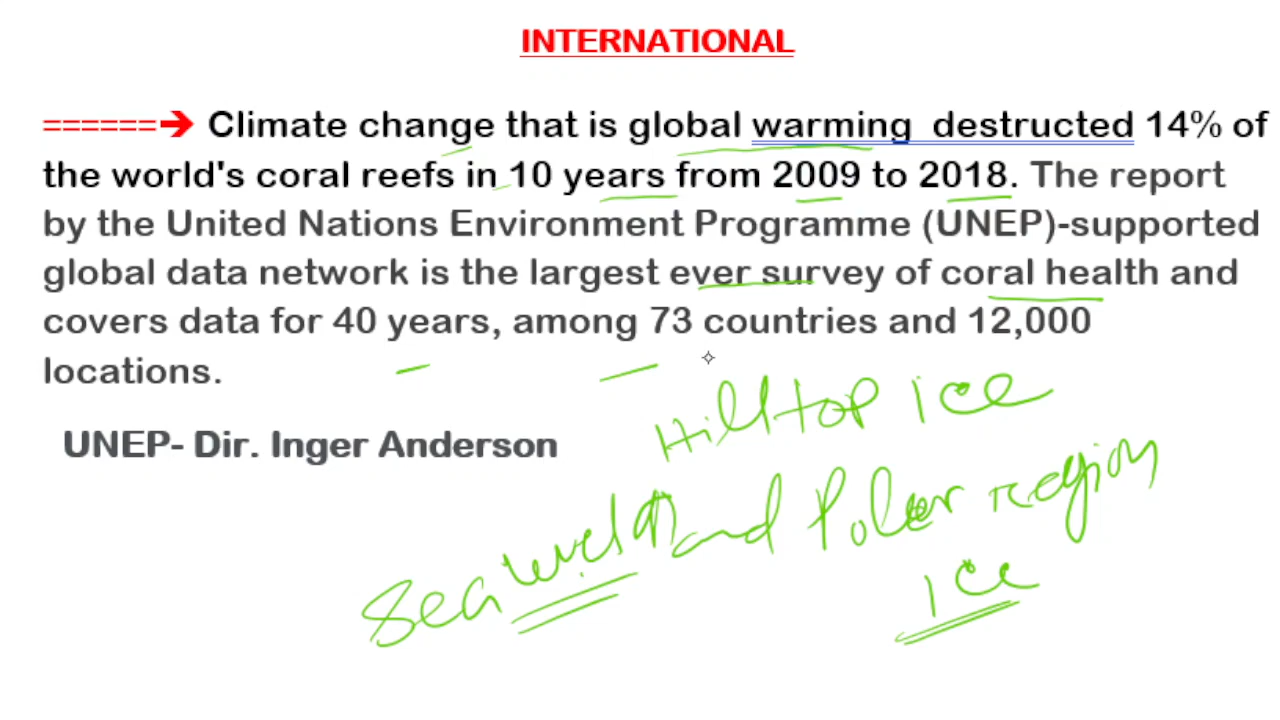 INTERNATIONAL
======➔ Climate change that is global warming destructed 14% of
the world's coral reefs in 10 years from 2009 to 2018. The report
by the United Nations Environment Programme (UNEP)-supported
global data network is the largest ever survey of coral health and
covers data for 40 years, among 73 countries and 12,000
locations.
UNEP- Dir. Inger Anderson
Hilltop ice
and Polar region
ice
Sea